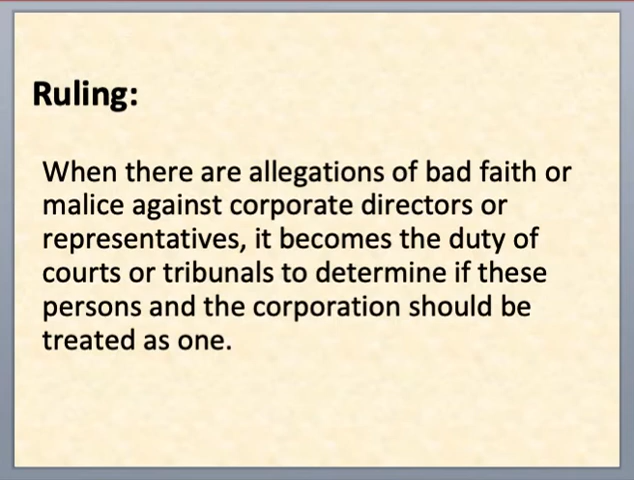 Ruling:
When there are allegations of bad faith or
malice against corporate directors or
representatives, it becomes the duty of
courts or tribunals to determine if these
persons and the corporation should be
treated as one.